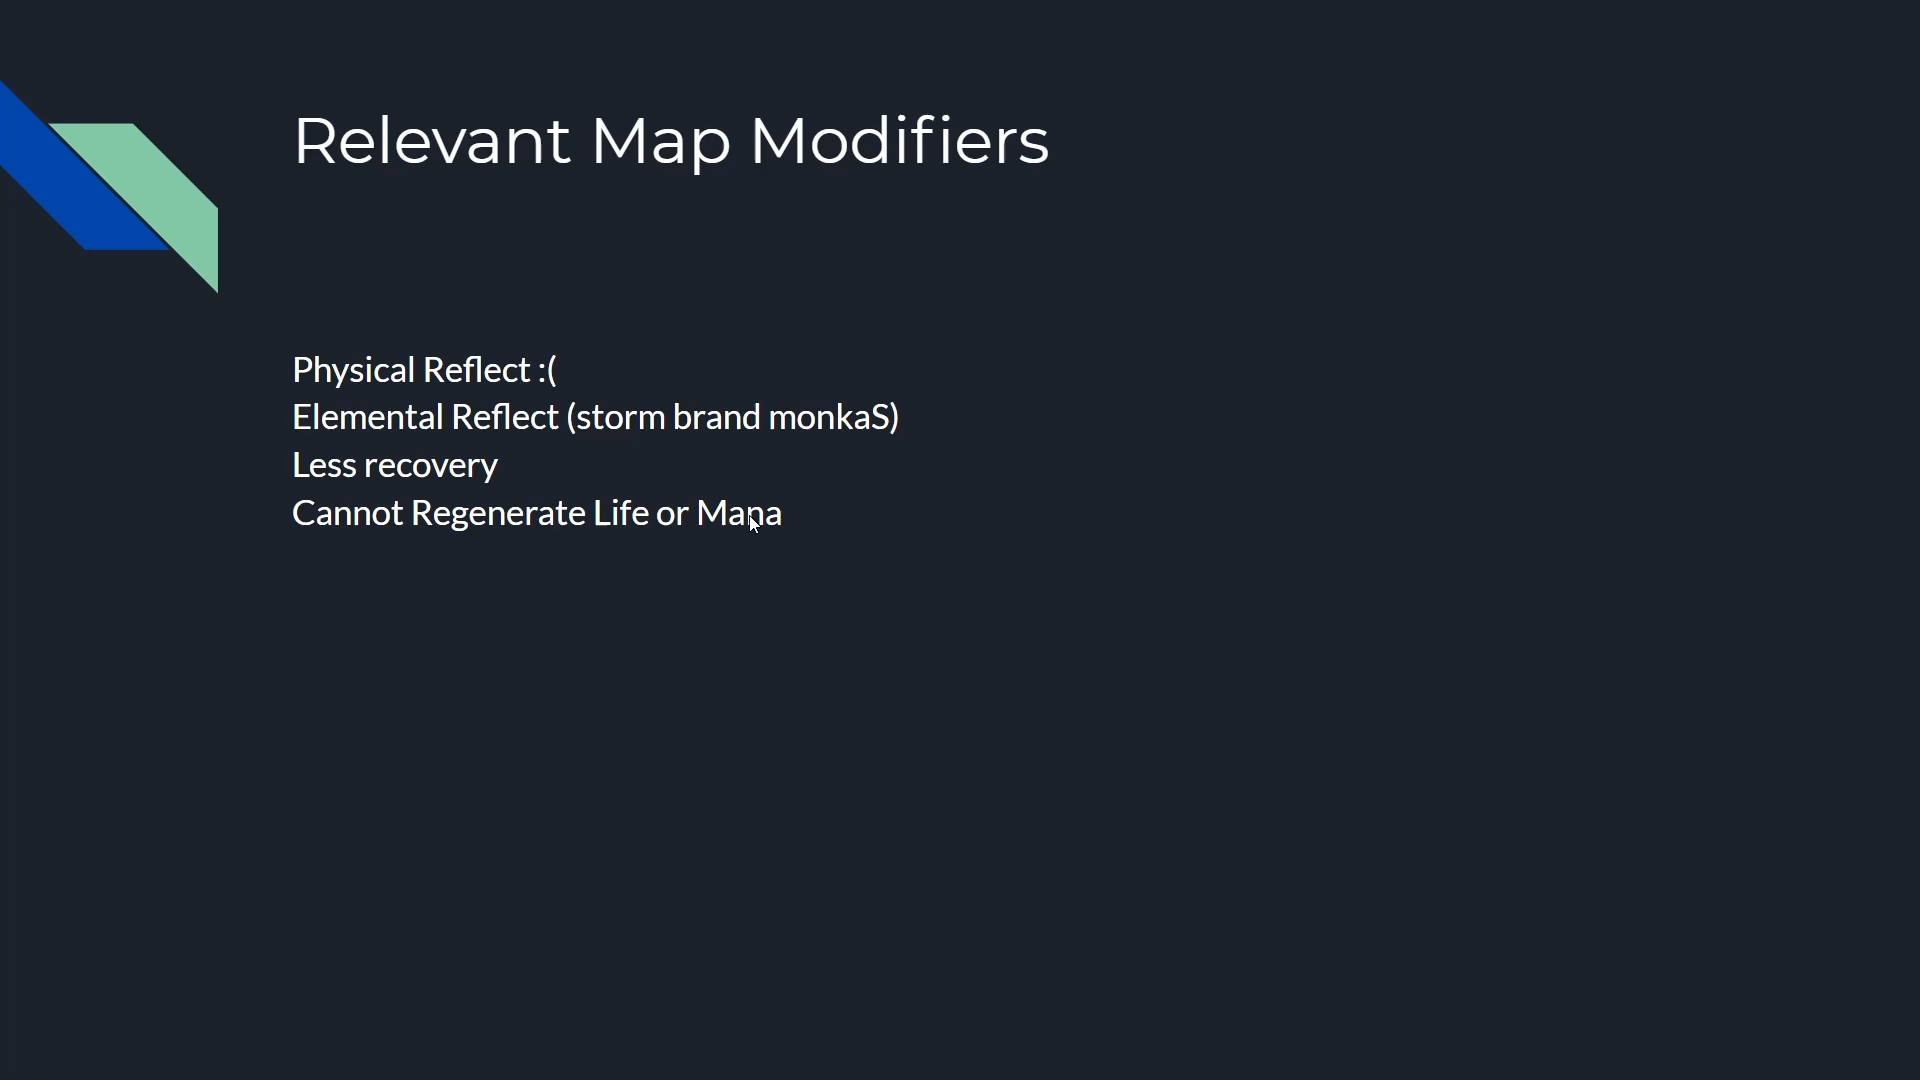 Relevant Map Modifiers
Physical Reflect :(
Elemental Reflect (storm brand monkaS)
Less recovery
Cannot Regenerate Life or Mana